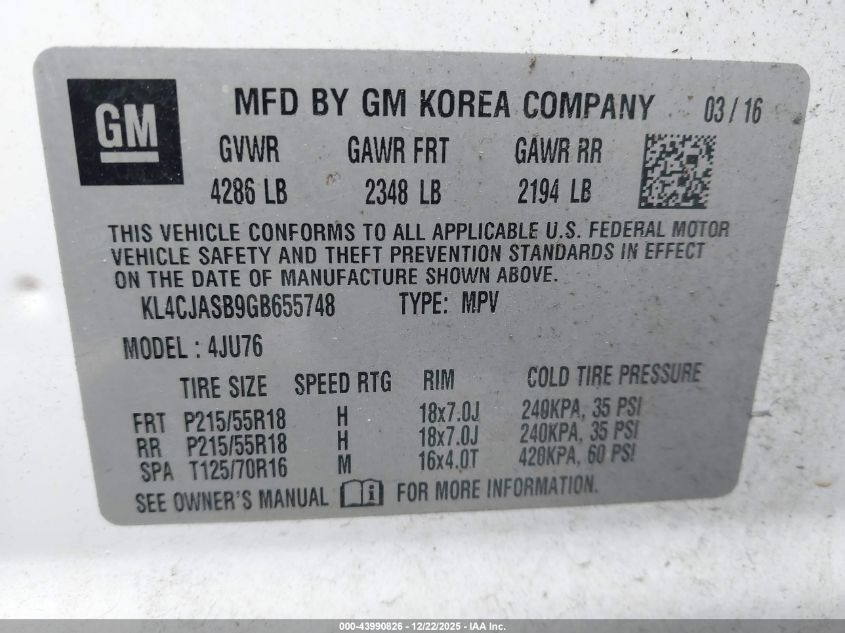 GM
MFD BY GM KOREA COMPANY 03/16
GVWR GAWR FRT GAWR RR
4286 LB 2348 LB 2194 LB
THIS VEHICLE CONFORMS TO ALL APPLICABLE U.S. FEDERAL MOTOR
VEHICLE SAFETY AND THEFT PREVENTION STANDARDS IN EFFECT
ON THE DATE OF MANUFACTURE SHOWN ABOVE.
KL4CJASB9GB655748 TYPE: MPV
MODEL : 4JU76
TIRE SIZE SPEED RTG RIM COLD TIRE PRESSURE
FRT P215/55R18 H 18x7.0J 240KPA, 35 PSI
RR P215/55R18 H 18x7.0J 240KPA, 35 PSI
SPA T125/70R16 M 16x4.0T 420KPA, 60 PSI
SEE OWNER'S MANUAL FOR MORE INFORMATION.
000-43990826 - 12/22/2025 - IAA Inc.